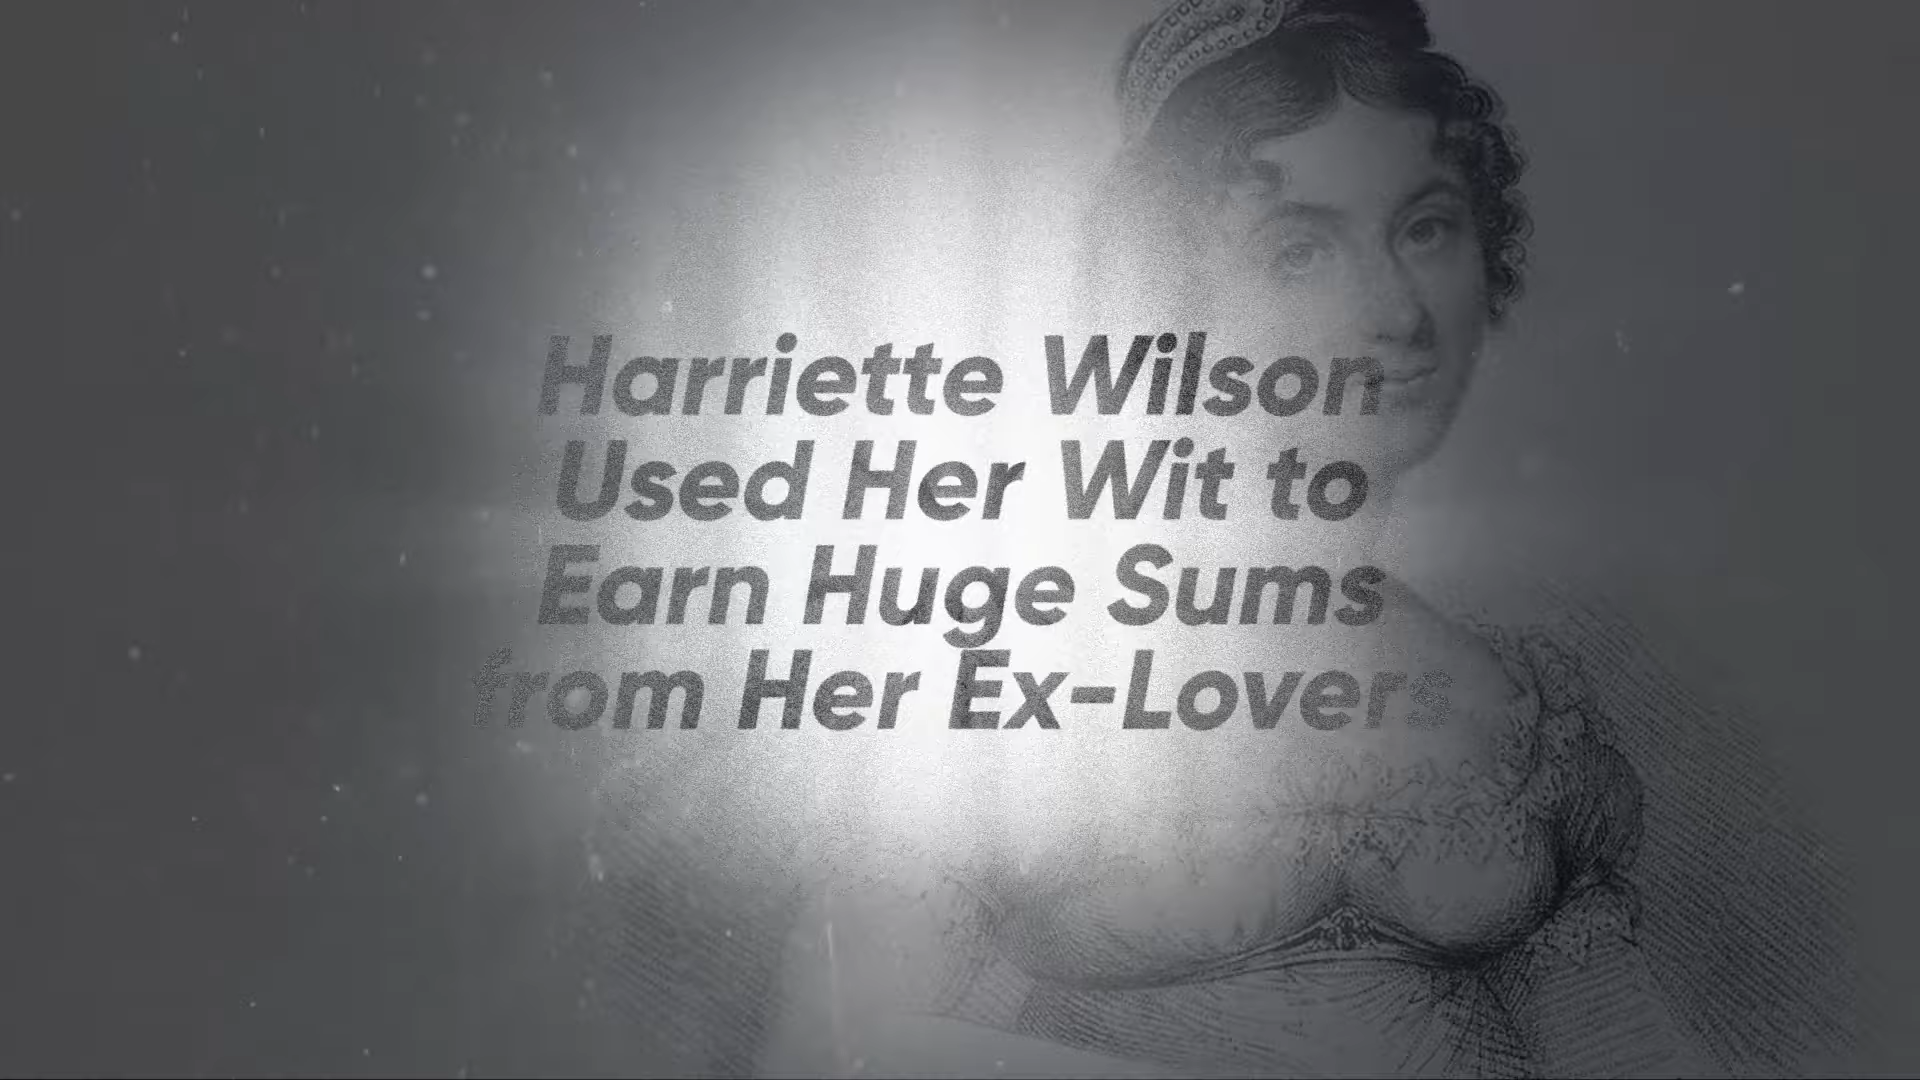 Harriette Wilson
Used Her Wit to
Earn Huge Sums
from Her Ex-Lovers